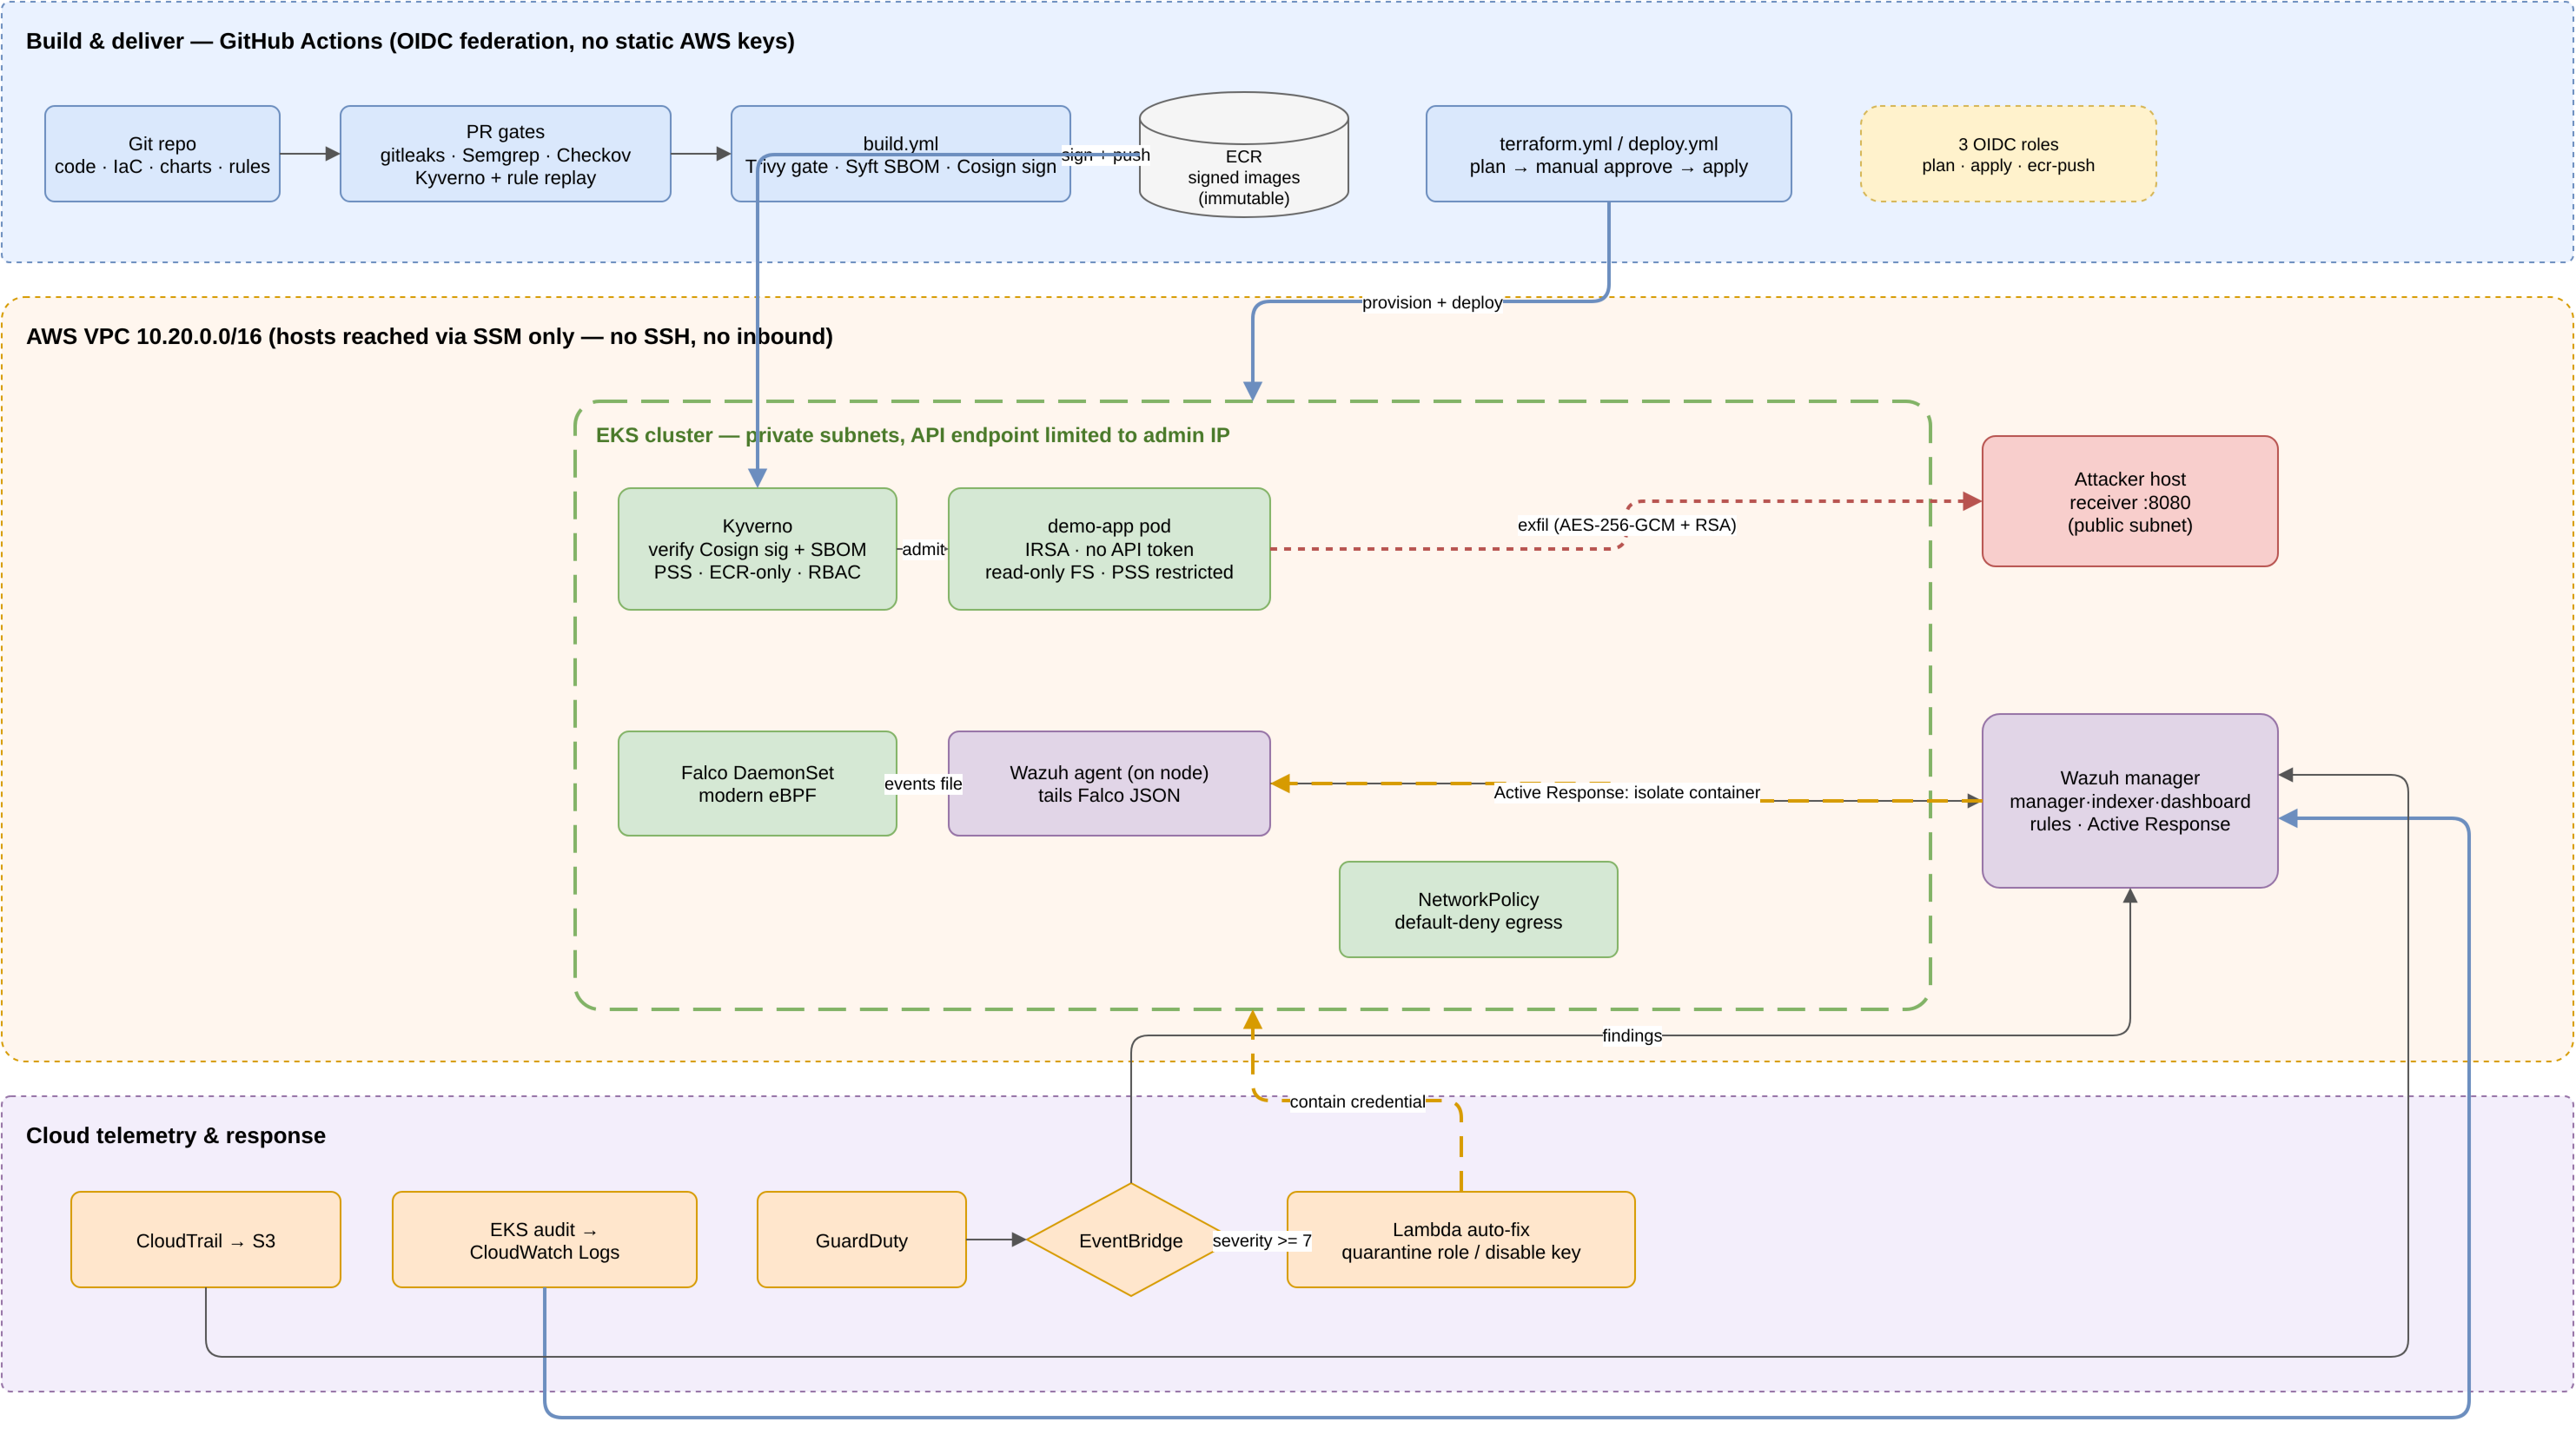 Build & deliver — GitHub Actions (OIDC federation, no static AWS keys)
Git repo
code · IaC · charts · rules
PR gates
gitleaks · Semgrep · Checkov
Kyverno + rule replay
build.yml
Trivy gate · Syft SBOM · Cosign sign
sign + push
ECR
signed images
(immutable)
terraform.yml / deploy.yml
plan → manual approve → apply
3 OIDC roles
plan · apply · ecr-push
provision + deploy
AWS VPC 10.20.0.0/16 (hosts reached via SSM only — no SSH, no inbound)
EKS cluster — private subnets, API endpoint limited to admin IP
Kyverno
verify Cosign sig + SBOM
PSS · ECR-only · RBAC
admit
demo-app pod
IRSA · no API token
read-only FS · PSS restricted
exfil (AES-256-GCM + RSA)
Attacker host
receiver :8080
(public subnet)
Falco DaemonSet
modern eBPF
events file
Wazuh agent (on node)
tails Falco JSON
Active Response: isolate container
Wazuh manager
manager·indexer·dashboard
rules · Active Response
NetworkPolicy
default-deny egress
findings
contain credential
Cloud telemetry & response
CloudTrail → S3
EKS audit →
CloudWatch Logs
GuardDuty
EventBridge
severity >= 7
Lambda auto-fix
quarantine role / disable key